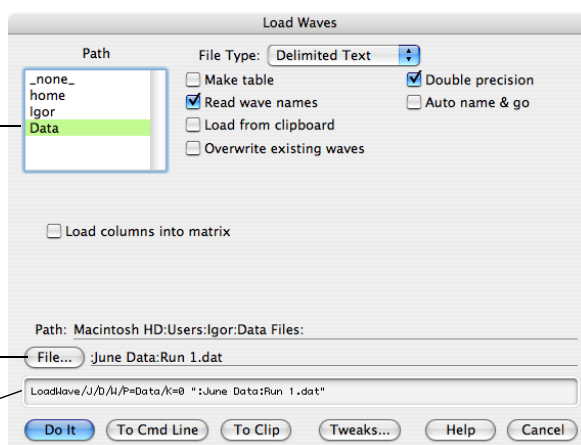 Load Waves
Path
File Type: Delimited Text
_none_
home
Igor
Data
Make table
Read wave names
Load from clipboard
Overwrite existing waves
Double precision
Auto name & go
Load columns into matrix
Path: Macintosh HD:Users:Igor:Data Files:
File... :June Data:Run 1.dat
LoadWave/J/D/W/P=Data/K=0 ":June Data:Run 1.dat"
Do It To Cmd Line To Clip Tweaks... Help Cancel